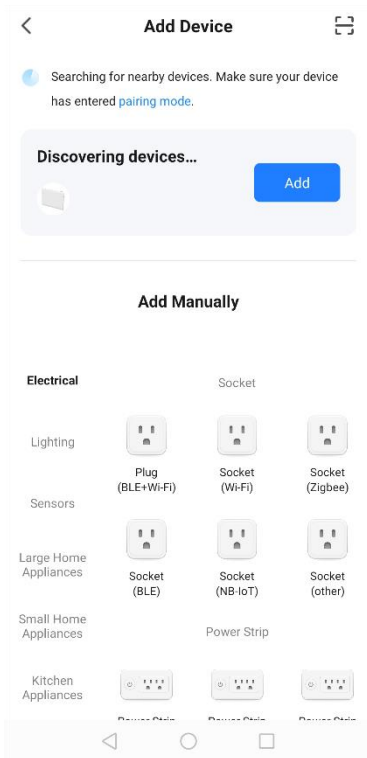 Add Device
Searching for nearby devices. Make sure your device
has entered pairing mode.
Discovering devices...
Add
Add Manually
Electrical
Socket
Lighting
Plug
(BLE+Wi-Fi)
Socket
(Wi-Fi)
Socket
(Zigbee)
Sensors
Large Home
Appliances
Socket
(BLE)
Socket
(NB-IoT)
Socket
(other)
Small Home
Appliances
Power Strip
Kitchen
Appliances